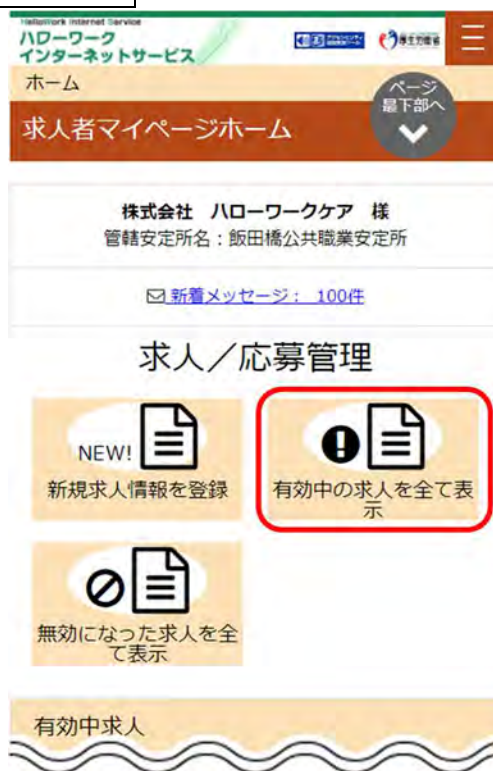 HelloWork Internet Service
ハローワーク
インターネットサービス
厚生労働省
ホーム
ページ
最下部へ
求人者マイページホーム
株式会社 ハローワークケア 様
管轄安定所名:飯田橋公共職業安定所
新着メッセージ: 100件
求人/応募管理
NEW!
新規求人情報を登録
有効中の求人を全て表
示
無効になった求人を全
て表示
有効中求人